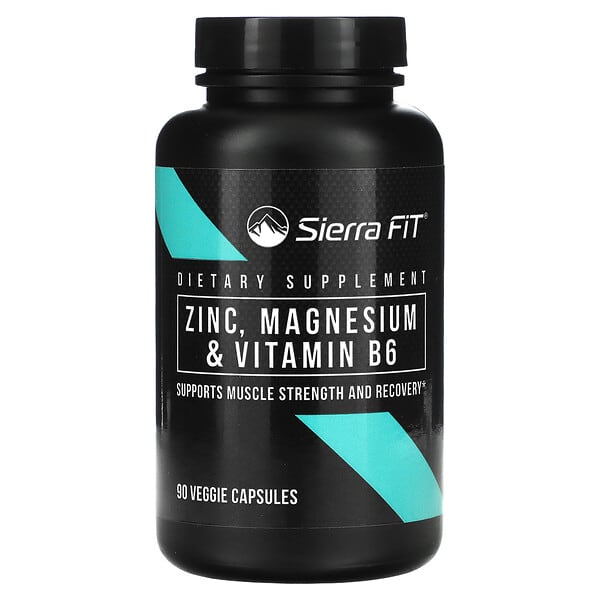 Sierra FiT®
DIETARY SUPPLEMENT
ZINC, MAGNESIUM
& VITAMIN B6
SUPPORTS MUSCLE STRENGTH AND RECOVERY*
90 VEGGIE CAPSULES